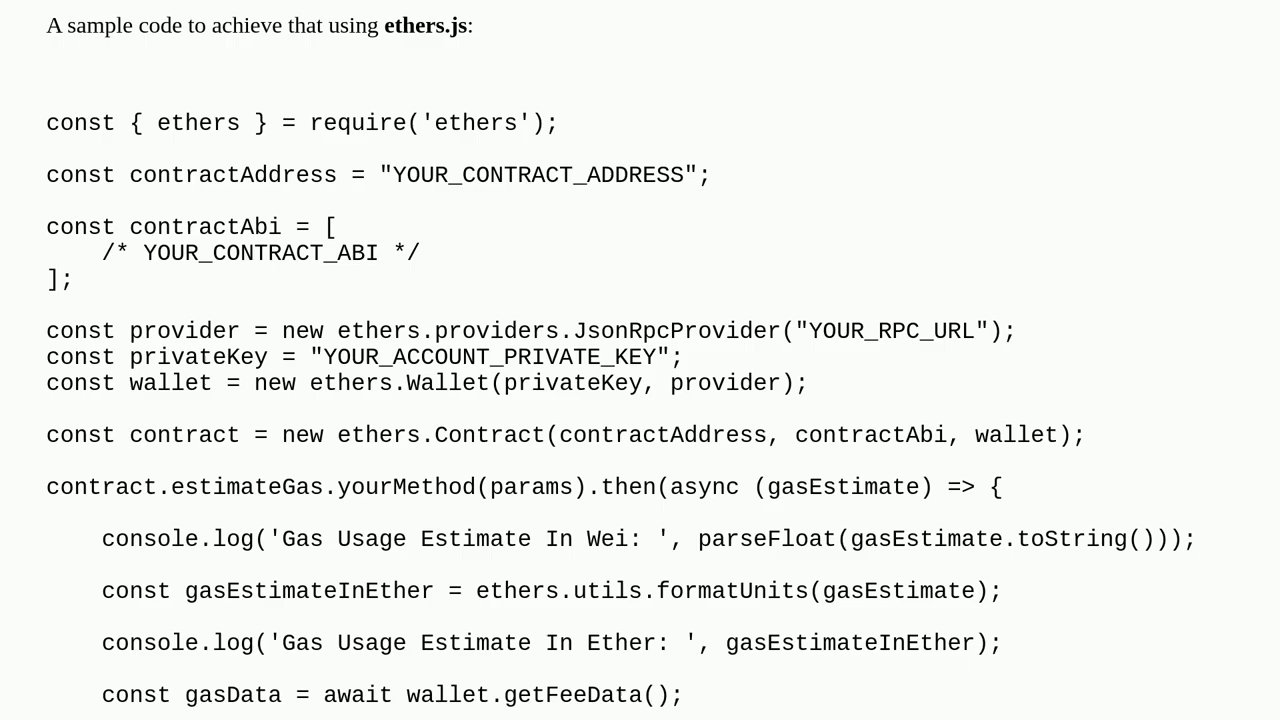 A sample code to achieve that using ethers.js:
const { ethers } = require('ethers');
const contractAddress = "YOUR_CONTRACT_ADDRESS";
const contractAbi = [
    /* YOUR_CONTRACT_ABI */
];
const provider = new ethers.providers.JsonRpcProvider("YOUR_RPC_URL");
const privateKey = "YOUR_ACCOUNT_PRIVATE_KEY";
const wallet = new ethers.Wallet(privateKey, provider);
const contract = new ethers.Contract(contractAddress, contractAbi, wallet);
contract.estimateGas.yourMethod(params).then(async (gasEstimate) => {
    console.log('Gas Usage Estimate In Wei: ', parseFloat(gasEstimate.toString()));
    const gasEstimateInEther = ethers.utils.formatUnits(gasEstimate);
    console.log('Gas Usage Estimate In Ether: ', gasEstimateInEther);
    const gasData = await wallet.getFeeData();